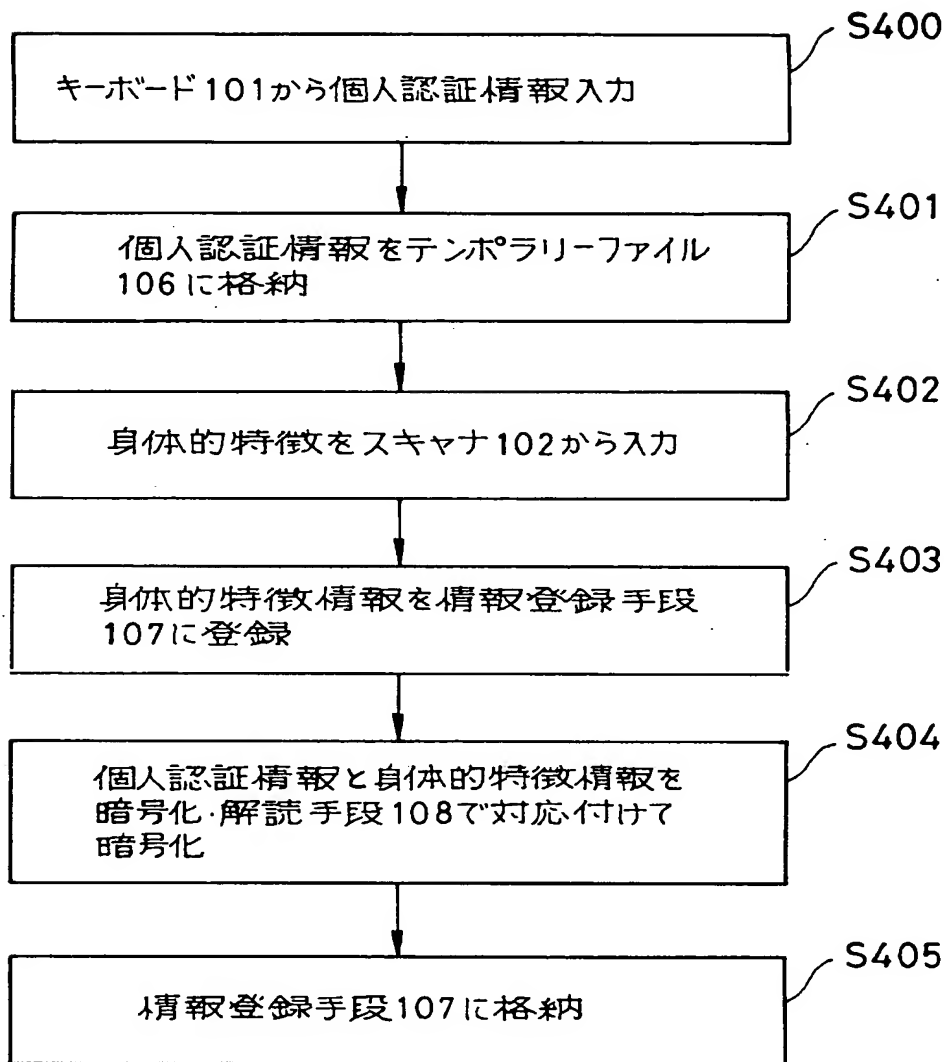 S400
キーボード101から個人認証情報入力
S401
個人認証情報をテンポラリーファイル
106に格納
S402
身体的特徴をスキャナ102から入力
S403
身体的特徴情報を情報登録手段
107に登録
S404
個人認証情報と身体的特徴情報を
暗号化・解読手段108で対応付けて
暗号化
S405
情報登録手段107に格納